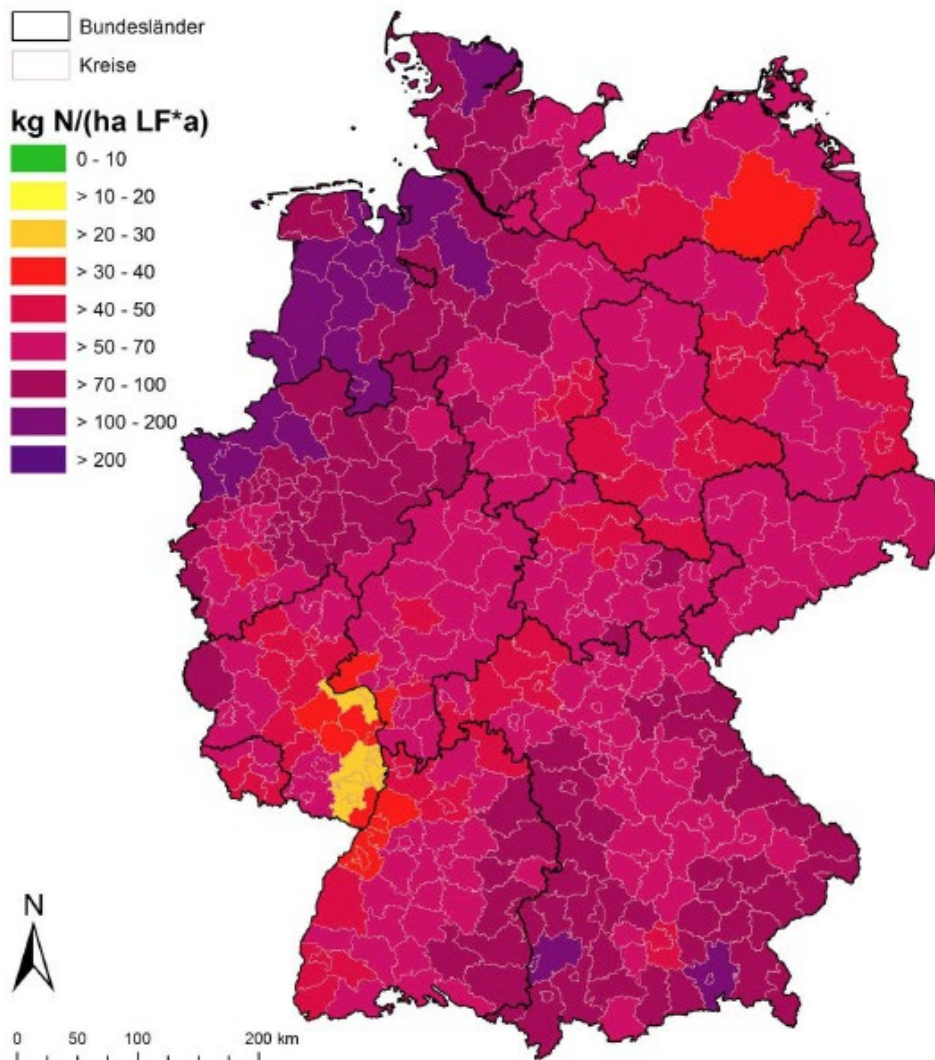 Bundesländer
Kreise
kg N/(ha LF*a)
0 - 10
> 10 - 20
> 20 - 30
> 30 - 40
> 40 - 50
> 50 - 70
> 70 - 100
> 100 - 200
> 200
N
0 50 100 200 km